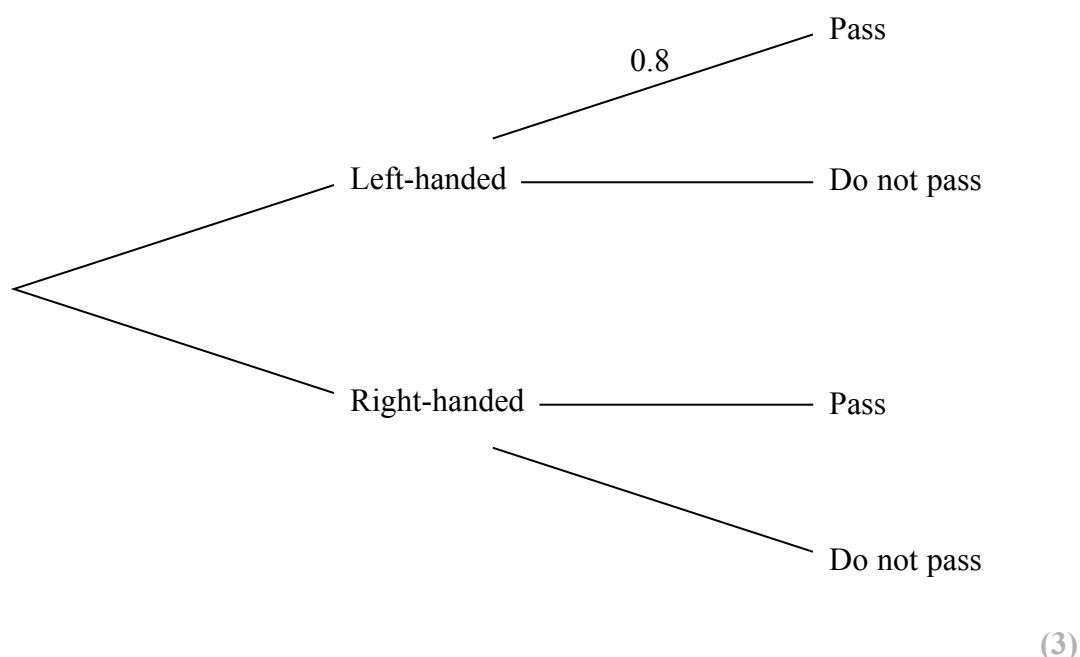 Pass
0.8
Left-handed
Do not pass
Right-handed
Pass
Do not pass
(3)